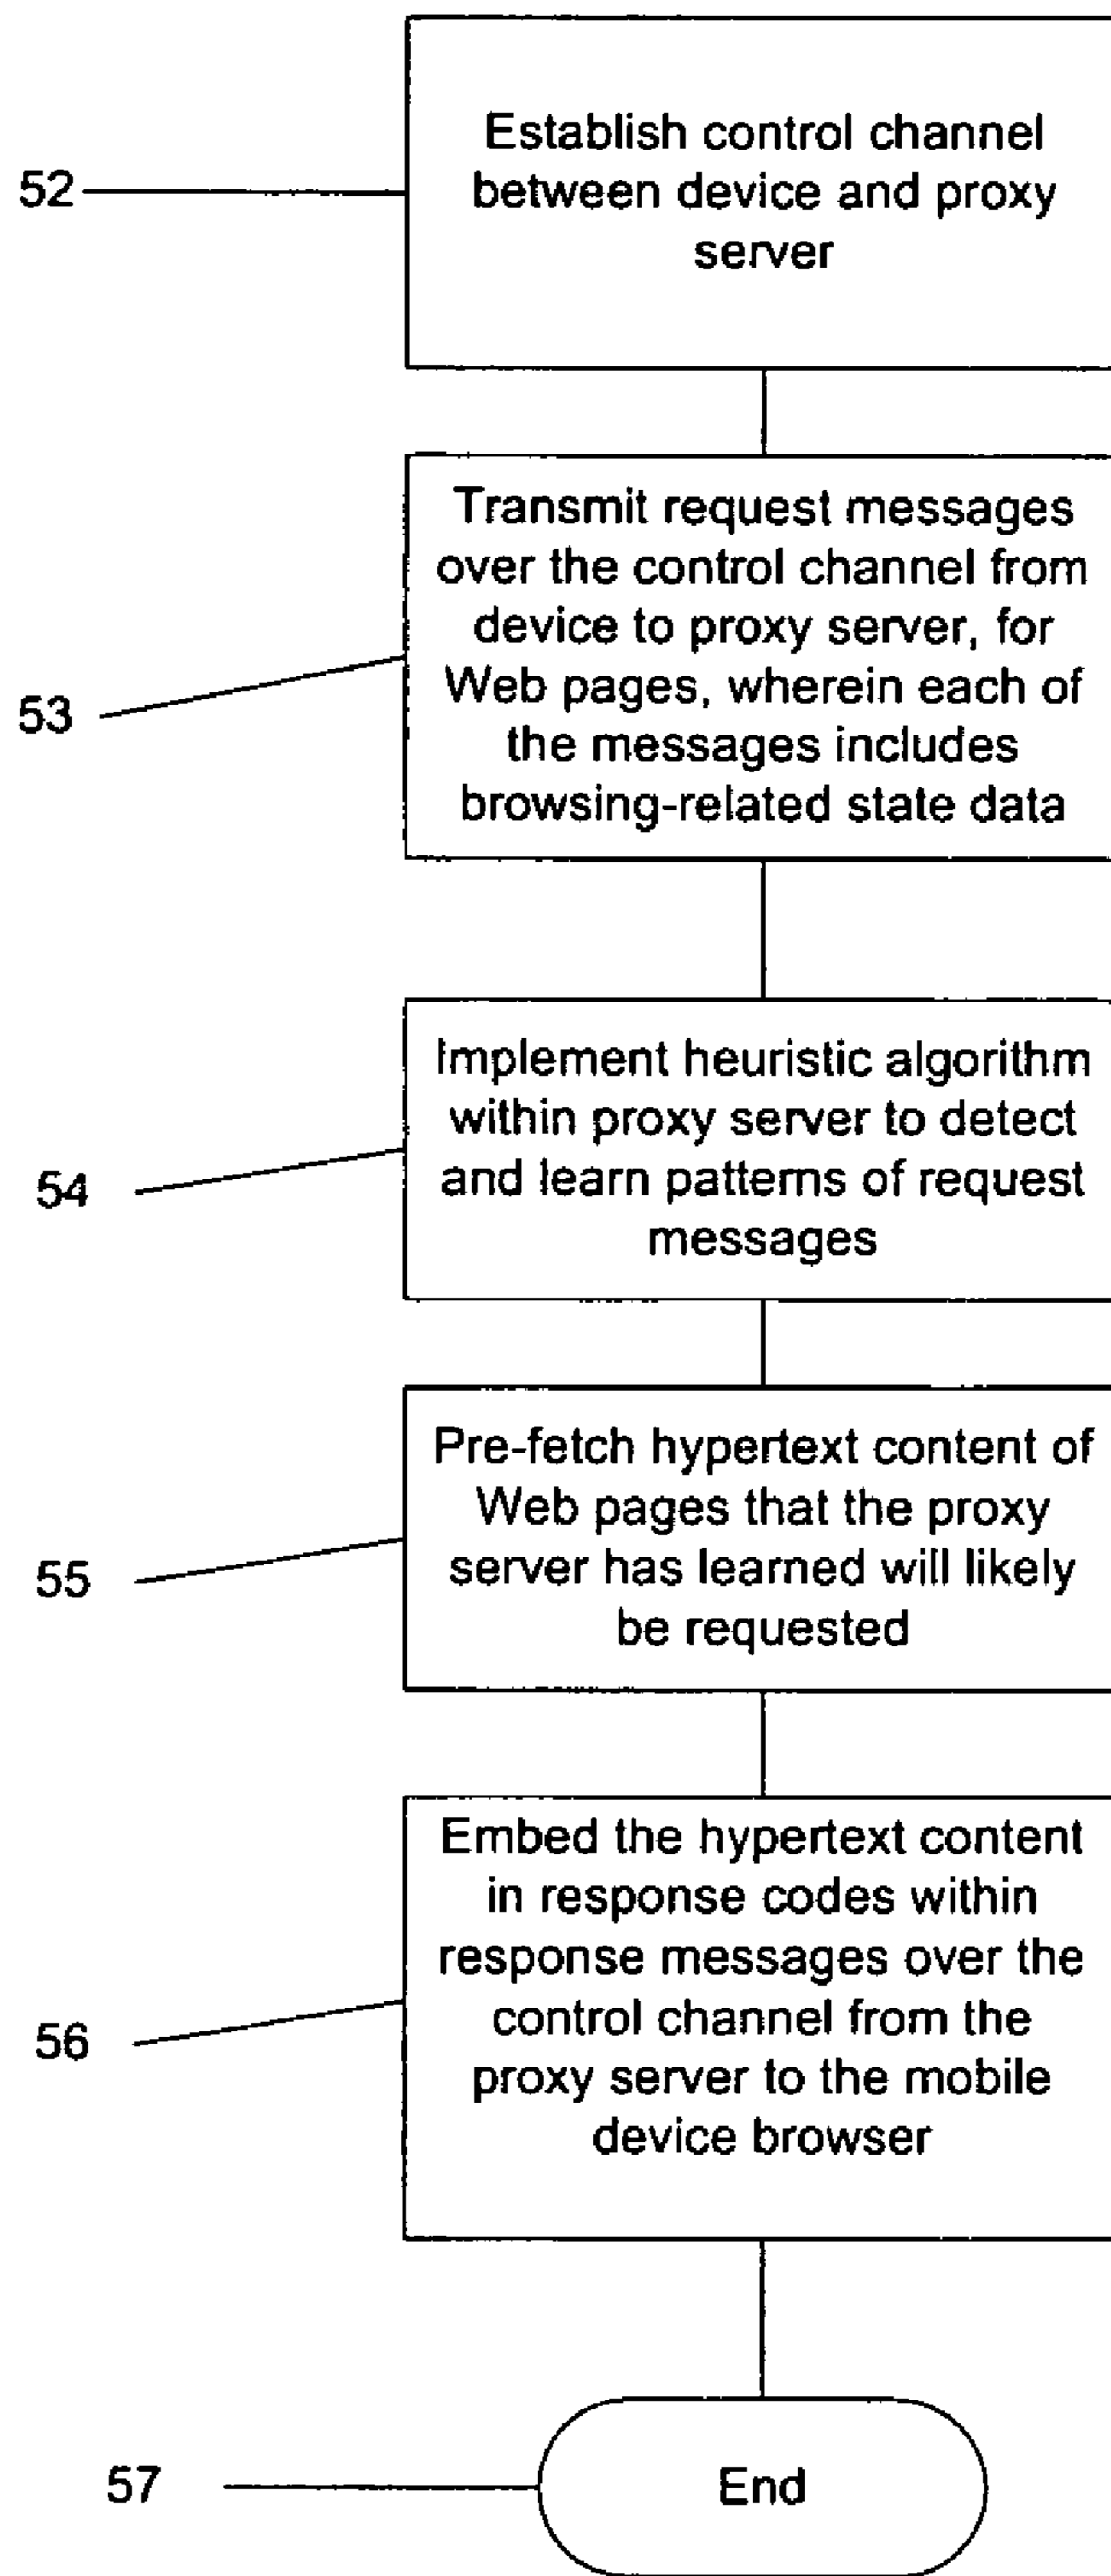 Establish control channel
between device and proxy
server
52
Transmit request messages
over the control channel from
device to proxy server, for
Web pages, wherein each of
the messages includes
browsing-related state data
53
Implement heuristic algorithm
within proxy server to detect
and learn patterns of request
messages
54
Pre-fetch hypertext content of
Web pages that the proxy
server has learned will likely
be requested
55
Embed the hypertext content
in response codes within
response messages over the
control channel from the
proxy server to the mobile
device browser
56
57
End